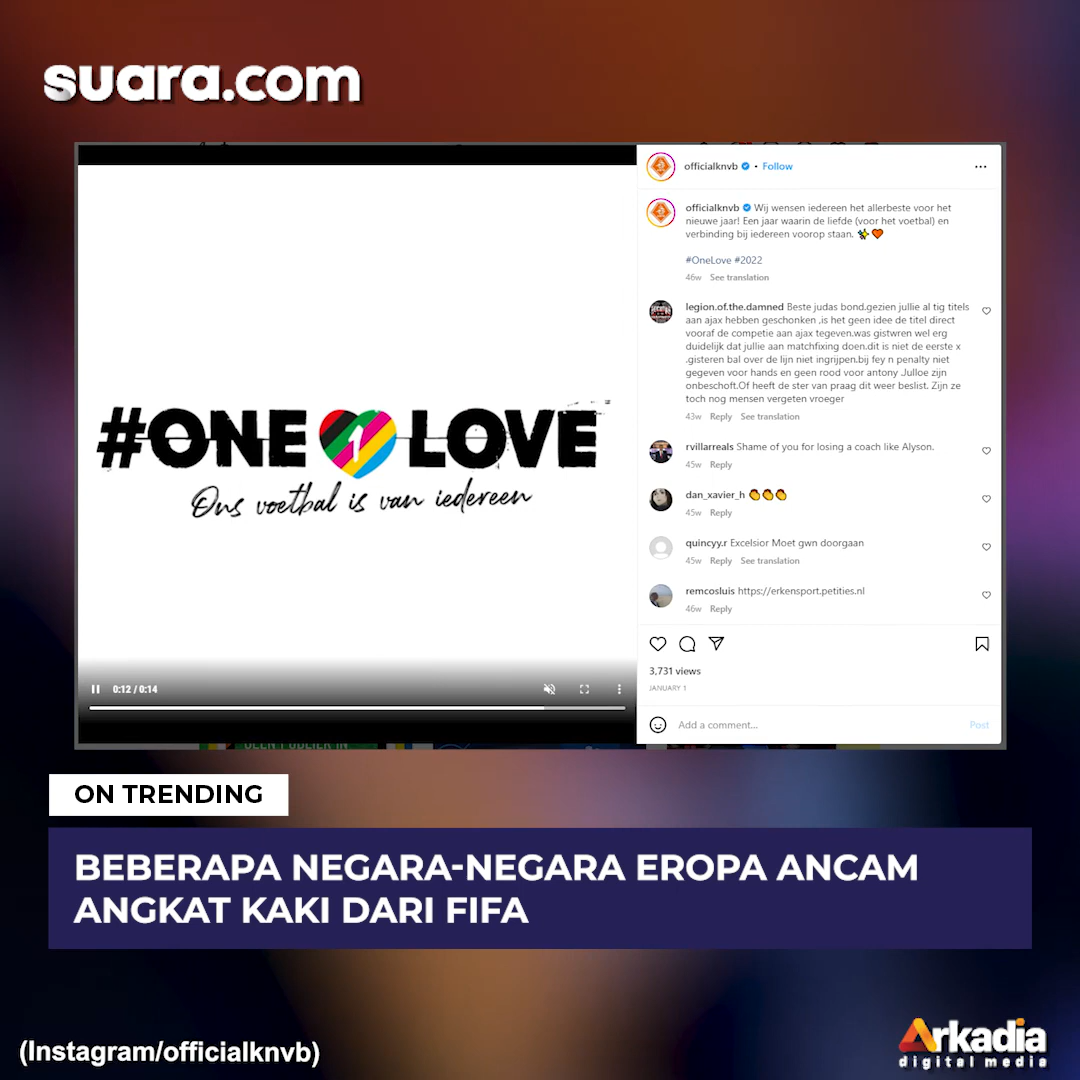 suara.com
officialknvb • Follow
officialknvb Wij wensen iedereen het allerbeste voor het
nieuwe jaar! Een jaar waarin de liefde (voor het voetbal) en
verbinding bij iedereen voorop staan. ✨🧡
#OneLove #2022
46w See translation
legion.of.the.damned Beste judas bond.gezien jullie al tig titels
aan ajax hebben geschonken ,is het geen idee de titel direct
vooraf de competie aan ajax tegeven.was gistwren wel erg
duidelijk dat jullie aan matchfixing doen.dit is niet de eerste x
.gisteren bal over de lijn niet ingrijpen.bij fey n penalty niet
gegeven voor hands en geen rood voor antony .Julloe zijn
onbeschoft.Of heeft de ster van praag dit weer beslist. Zijn ze
toch nog mensen vergeten vroeger
43w Reply See translation
rvillarreals Shame of you for losing a coach like Alyson.
45w Reply
dan_xavier_h 👏👏👏
45w Reply
quincyy.r Excelsior Moet gwn doorgaan
45w Reply See translation
remcosluis https://erkensport.petities.nl
46w Reply
3,731 views
JANUARY 1
Add a comment...
Post
#ONE 1 LOVE
Ons voetbal is van iedereen
0:12 / 0:14
ON TRENDING
BEBERAPA NEGARA-NEGARA EROPA ANCAM
ANGKAT KAKI DARI FIFA
(Instagram/officialknvb)
Arkadia
digital media